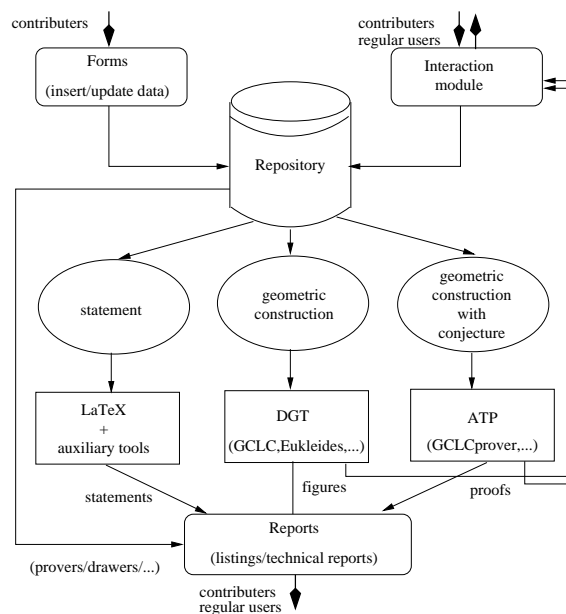 contributers
contributers
regular users
Forms
(insert/update data)
Interaction
module
Repository
statement
geometric
construction
geometric
construction
with
conjecture
LaTeX
+
auxiliary tools
DGT
(GCLC,Eukleides,...)
ATP
(GCLCprover,...)
statements
figures
proofs
Reports
(listings/technical reports)
(provers/drawers/...)
contributers
regular users